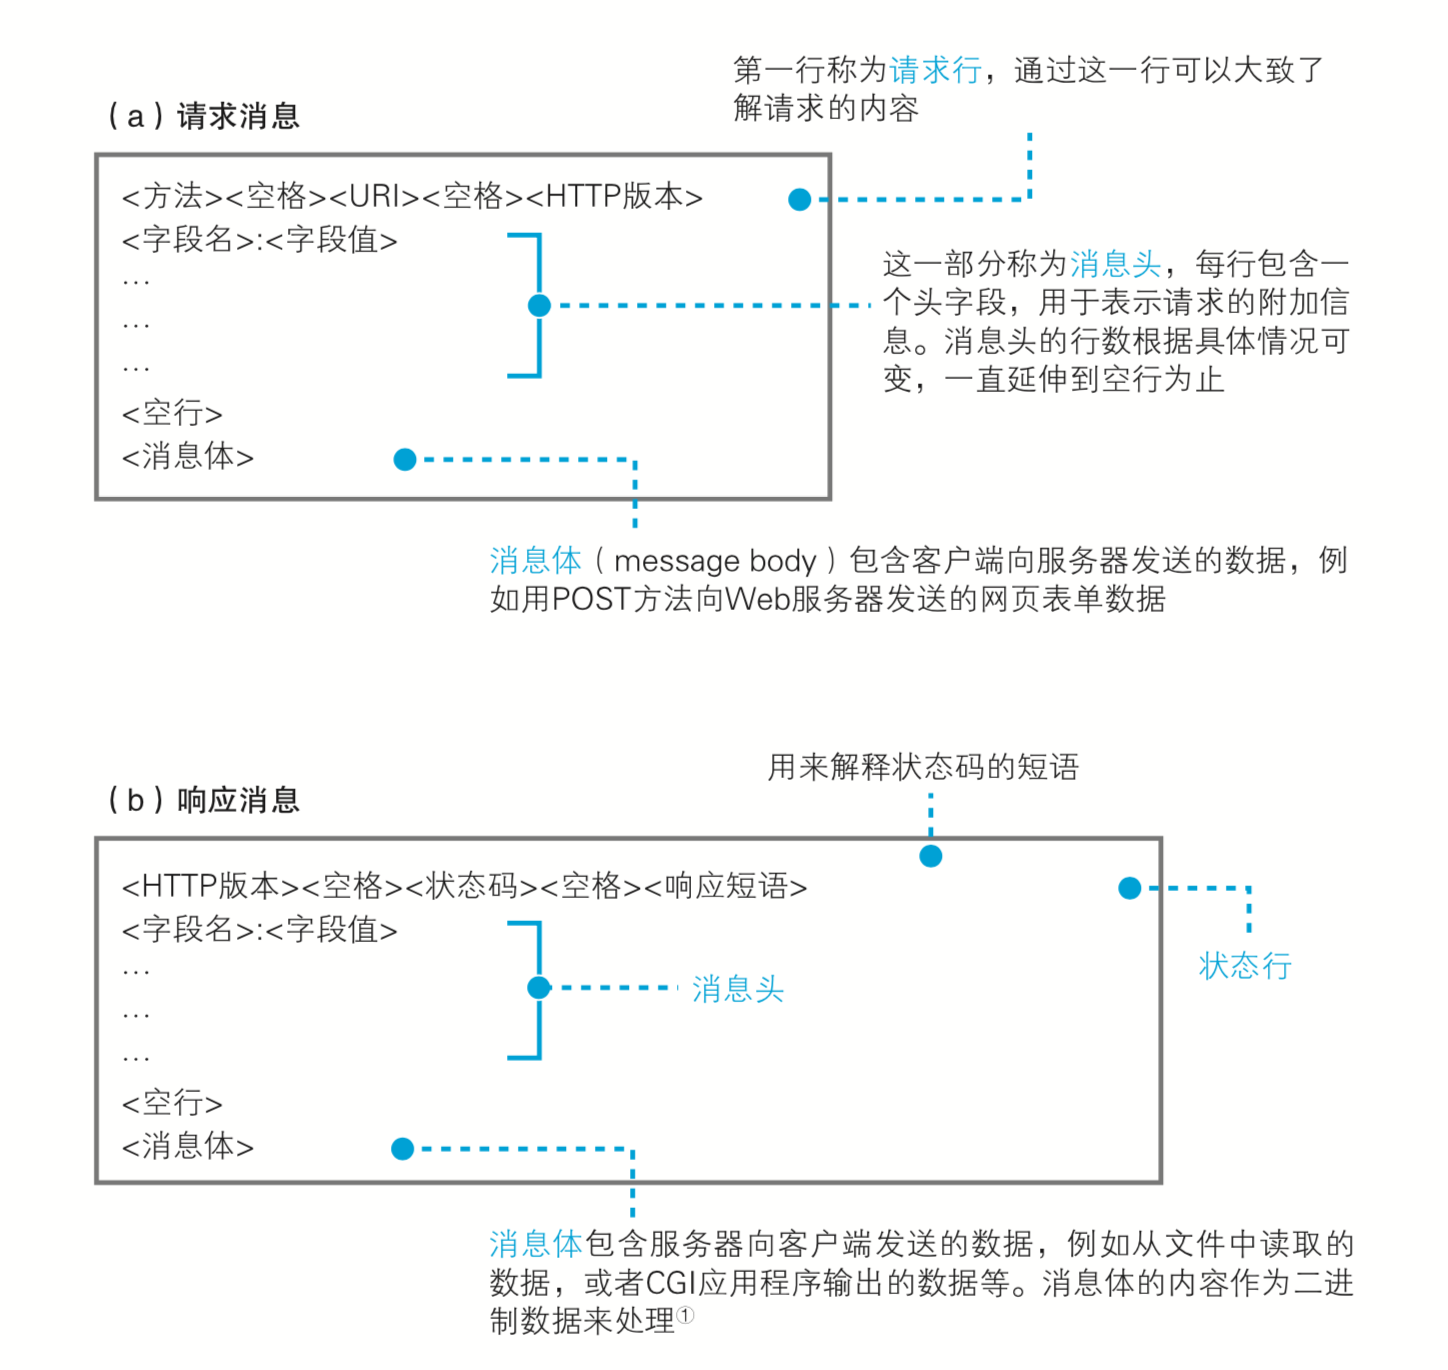 第一行称为请求行，通过这一行可以大致了
解请求的内容
（a）请求消息
<方法><空格><URI><空格><HTTP版本>
<字段名>:<字段值>
…
…
…
<空行>
<消息体>
这一部分称为消息头，每行包含一
个头字段，用于表示请求的附加信
息。消息头的行数根据具体情况可
变，一直延伸到空行为止
消息体（message body）包含客户端向服务器发送的数据，例
如用POST方法向Web服务器发送的网页表单数据
用来解释状态码的短语
（b）响应消息
<HTTP版本><空格><状态码><空格><响应短语>
<字段名>:<字段值>
…
…
…
<空行>
<消息体>
消息头
状态行
消息体包含服务器向客户端发送的数据，例如从文件中读取的
数据，或者CGI应用程序输出的数据等。消息体的内容作为二进
制数据来处理①